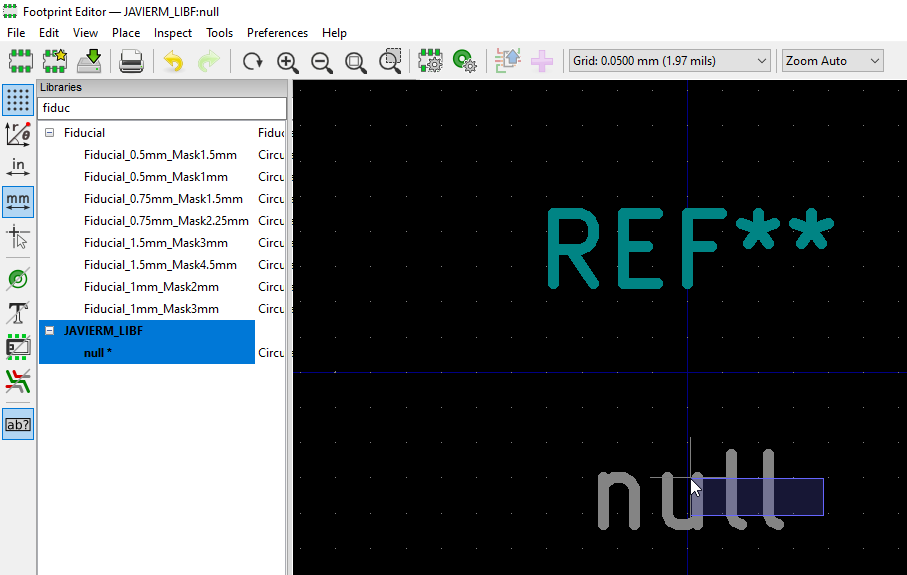 Footprint Editor — JAVIERM_LIBF:null
File Edit View Place Inspect Tools Preferences Help
Grid: 0.0500 mm (1.97 mils) Zoom Auto
Libraries
fiduc
Fiducial Fiduc
Fiducial_0.5mm_Mask1.5mm Circu
Fiducial_0.5mm_Mask1mm Circu
Fiducial_0.75mm_Mask1.5mm Circu
Fiducial_0.75mm_Mask2.25mm Circu
Fiducial_1.5mm_Mask3mm Circu
Fiducial_1.5mm_Mask4.5mm Circu
Fiducial_1mm_Mask2mm Circu
Fiducial_1mm_Mask3mm Circu
JAVIERM_LIBF
null * Circu
r θ
in
mm
T
ab?
REF**
null